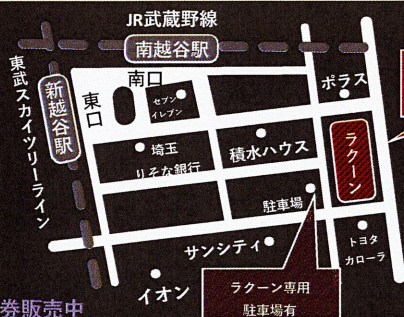 JR武蔵野線
南越谷駅
南口
東口
新越谷駅
東武スカイツリーライン
セブン
イレブン
ポラス
埼玉
りそな銀行
積水ハウス
ラクーン
駐車場
サンシティ
トヨタ
カローラ
イオン
ラクーン専用
駐車場有
券販売中